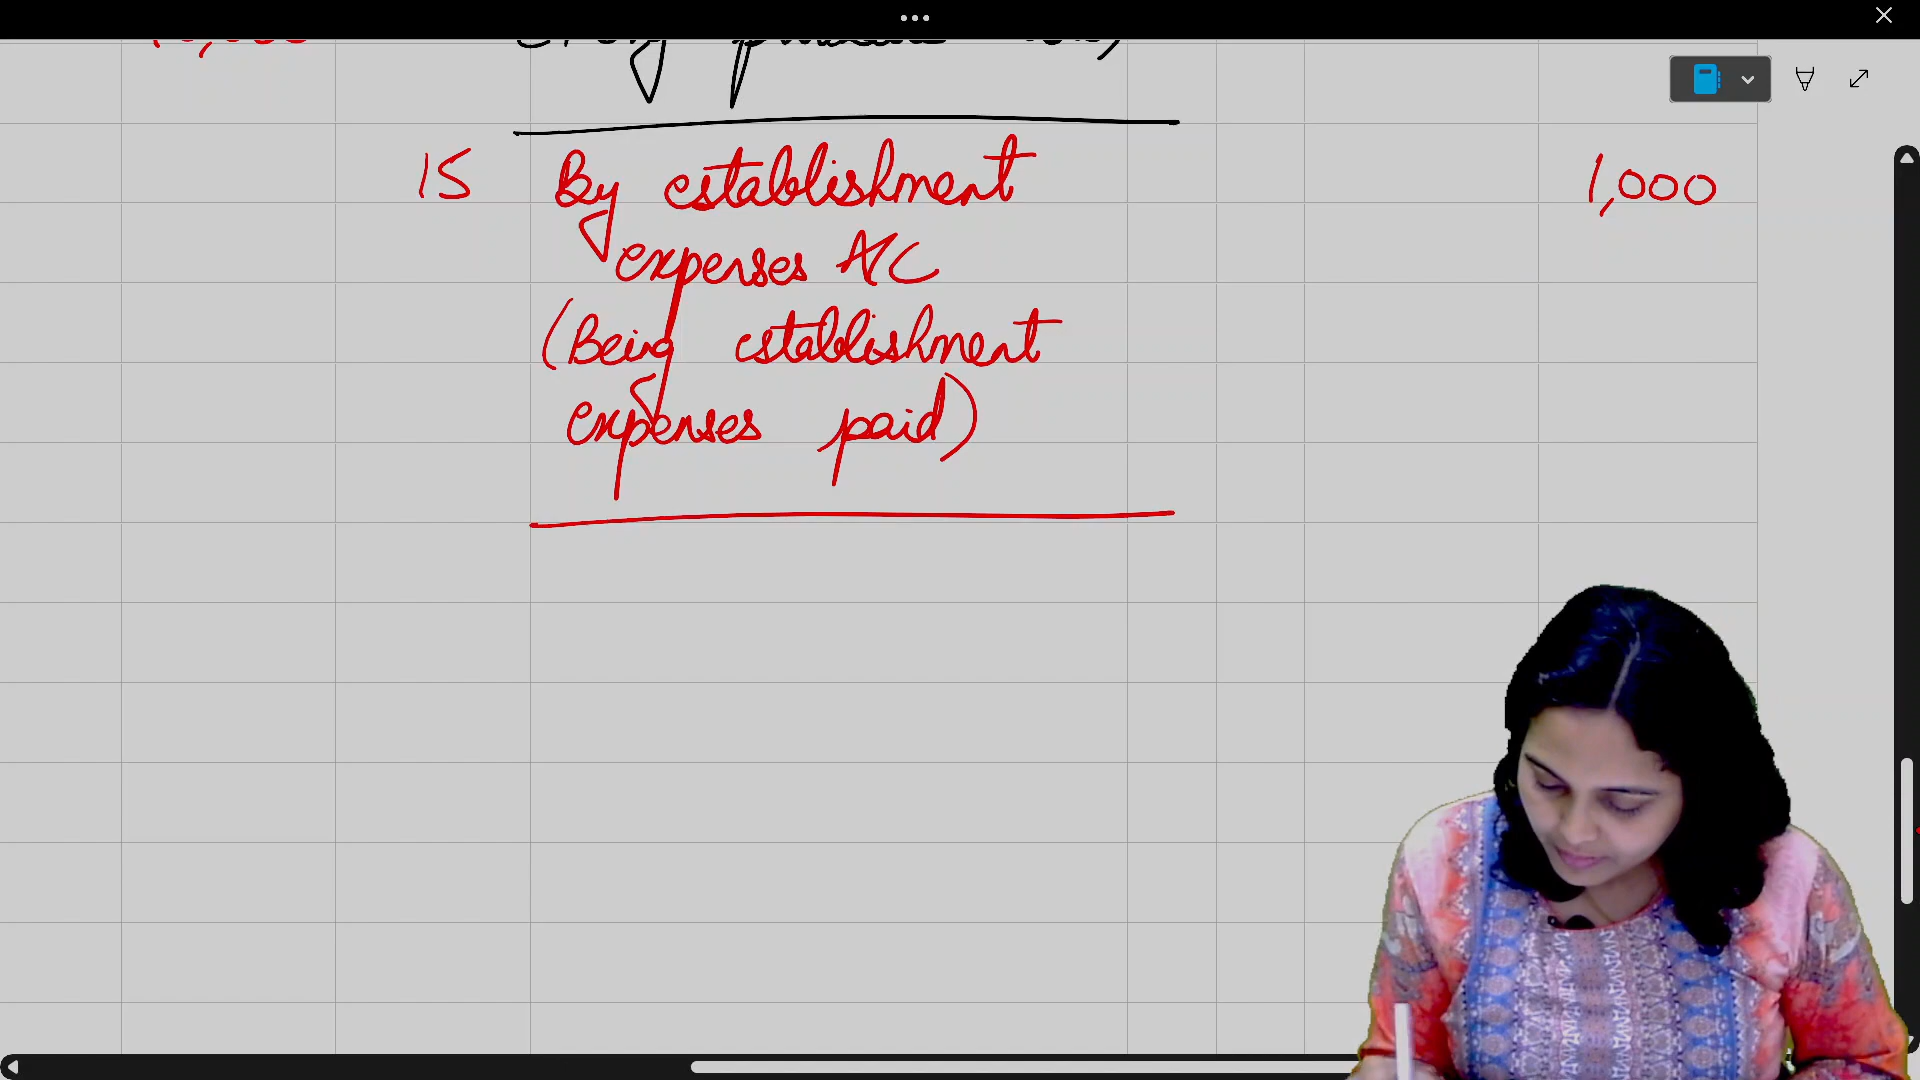 15 By establishment 1,000
expenses A/C
(Being establishment
expenses paid)